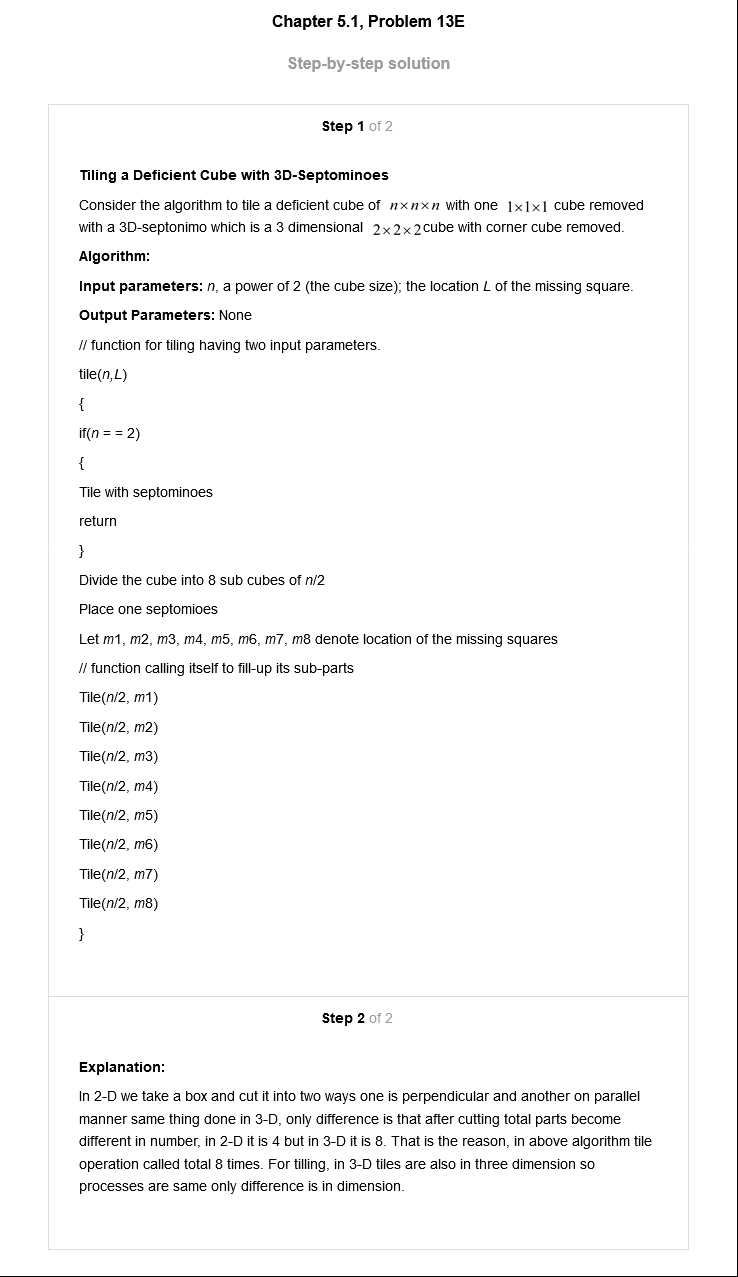 Chapter 5.1, Problem 13E
Step-by-step solution
Step 1 of 2
Tiling a Deficient Cube with 3D-Septominoes
Consider the algorithm to tile a deficient cube of n×n×n with one 1×1×1 cube removed
with a 3D-septonimo which is a 3 dimensional 2×2×2 cube with corner cube removed.
Algorithm:
Input parameters: n, a power of 2 (the cube size); the location L of the missing square.
Output Parameters: None
// function for tiling having two input parameters.
tile(n,L)
{
if(n = = 2)
{
Tile with septominoes
return
}
Divide the cube into 8 sub cubes of n/2
Place one septomioes
Let m1, m2, m3, m4, m5, m6, m7, m8 denote location of the missing squares
// function calling itself to fill-up its sub-parts
Tile(n/2, m1)
Tile(n/2, m2)
Tile(n/2, m3)
Tile(n/2, m4)
Tile(n/2, m5)
Tile(n/2, m6)
Tile(n/2, m7)
Tile(n/2, m8)
}
Step 2 of 2
Explanation:
In 2-D we take a box and cut it into two ways one is perpendicular and another on parallel
manner same thing done in 3-D, only difference is that after cutting total parts become
different in number, in 2-D it is 4 but in 3-D it is 8. That is the reason, in above algorithm tile
operation called total 8 times. For tilling, in 3-D tiles are also in three dimension so
processes are same only difference is in dimension.